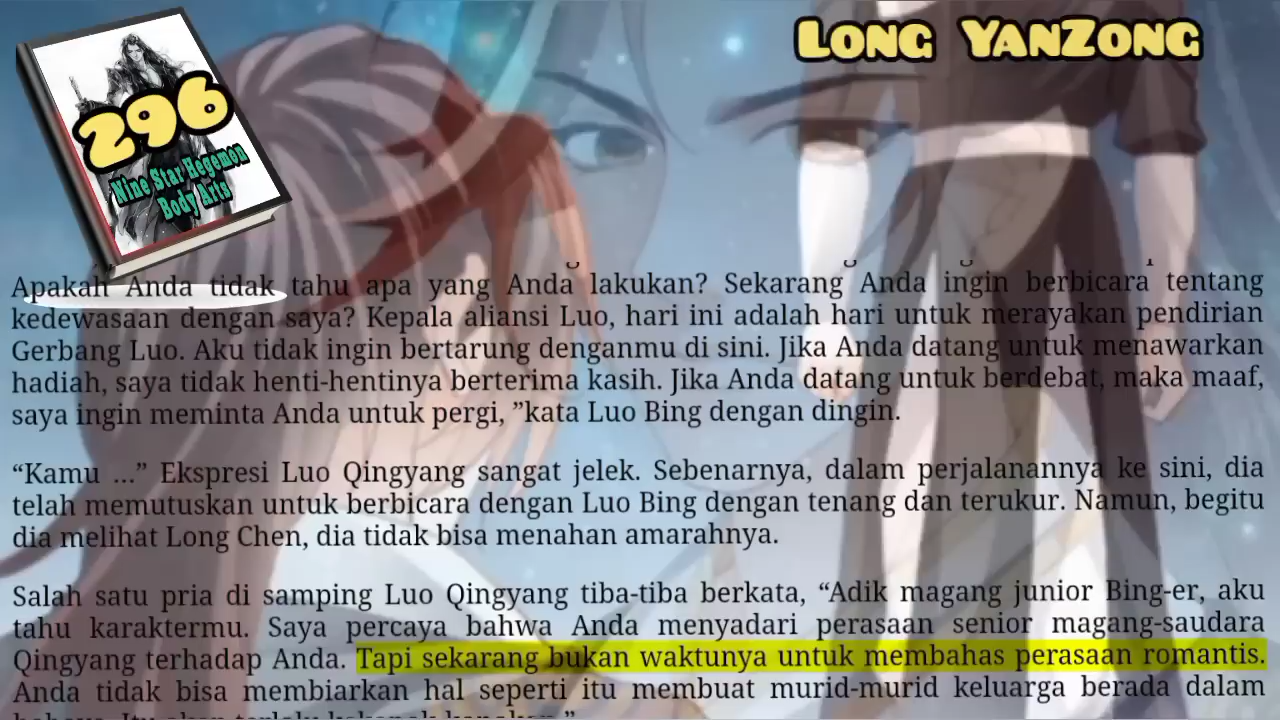 LONG YANZONG
296
Nine Star Hegemon
Body Arts
Apakah Anda tidak tahu apa yang Anda lakukan? Sekarang Anda ingin berbicara tentang
kedewasaan dengan saya? Kepala aliansi Luo, hari ini adalah hari untuk merayakan pendirian
Gerbang Luo. Aku tidak ingin bertarung denganmu di sini. Jika Anda datang untuk menawarkan
hadiah, saya tidak henti-hentinya berterima kasih. Jika Anda datang untuk berdebat, maka maaf,
saya ingin meminta Anda untuk pergi, ”kata Luo Bing dengan dingin.
“Kamu ...” Ekspresi Luo Qingyang sangat jelek. Sebenarnya, dalam perjalanannya ke sini, dia
telah memutuskan untuk berbicara dengan Luo Bing dengan tenang dan terukur. Namun, begitu
dia melihat Long Chen, dia tidak bisa menahan amarahnya.
Salah satu pria di samping Luo Qingyang tiba-tiba berkata, “Adik magang junior Bing-er, aku
tahu karaktermu. Saya percaya bahwa Anda menyadari perasaan senior magang-saudara
Qingyang terhadap Anda. Tapi sekarang bukan waktunya untuk membahas perasaan romantis.
Anda tidak bisa membiarkan hal seperti itu membuat murid-murid keluarga berada dalam